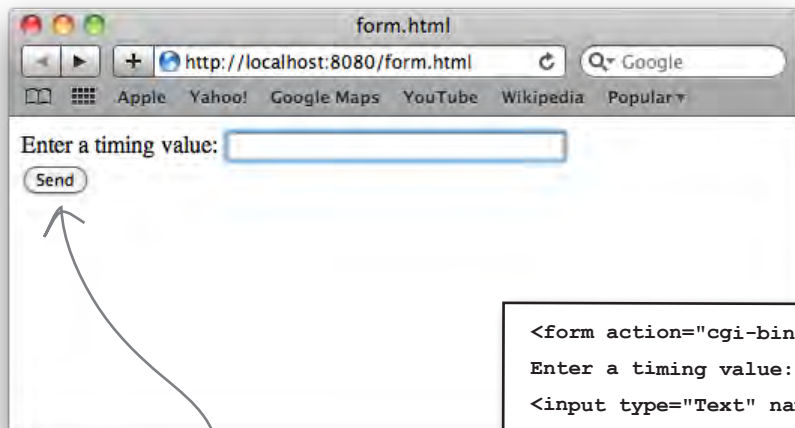 form.html
http://localhost:8080/form.html
Google
Apple Yahoo! Google Maps YouTube Wikipedia Popular
Enter a timing value:
Send
<form action="cgi-bin
Enter a timing value:
<input type="Text" na